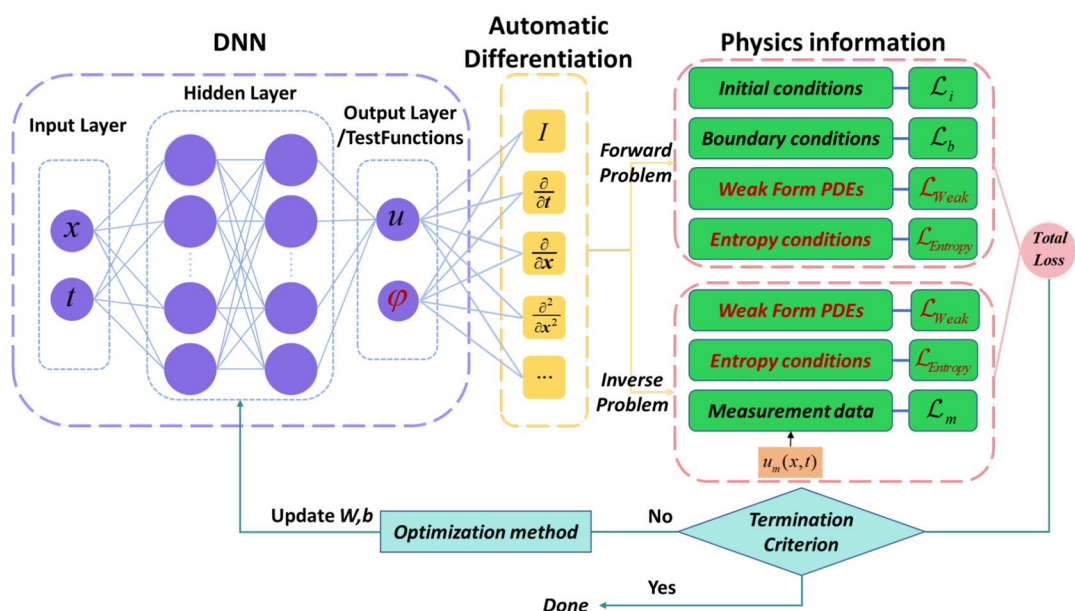 DNN
Automatic
Differentiation
Physics information
Input Layer
Hidden Layer
Output Layer
/TestFunctions
x
t
u
φ
I
∂/∂t
∂/∂x
∂²/∂x²
...
Forward
Problem
Inverse
Problem
Initial conditions
ℒ_i
Boundary conditions
ℒ_b
Weak Form PDEs
ℒ_Weak
Entropy conditions
ℒ_Entropy
Weak Form PDEs
ℒ_Weak
Entropy conditions
ℒ_Entropy
Measurement data
ℒ_m
u_m(x,t)
Total
Loss
Termination
Criterion
No
Optimization method
Update W,b
Yes
Done